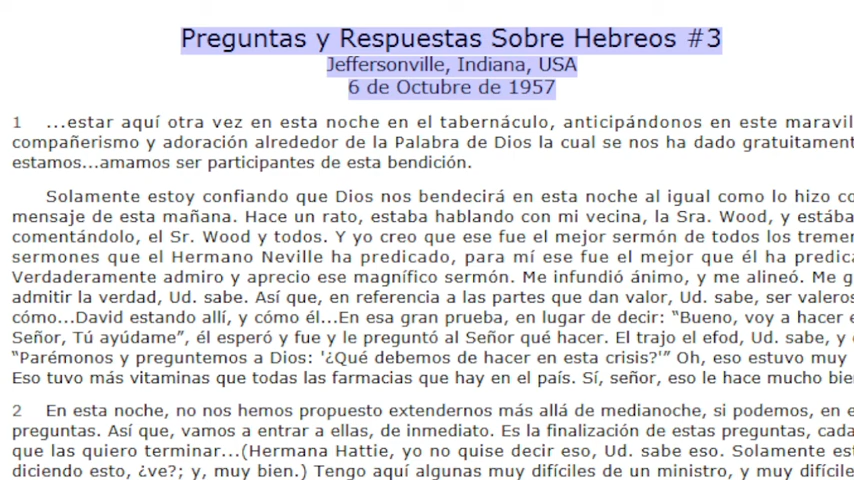 Preguntas y Respuestas Sobre Hebreos #3
Jeffersonville, Indiana, USA
6 de Octubre de 1957
1 ...estar aquí otra vez en esta noche en el tabernáculo, anticipándonos en este maravil
compañerismo y adoración alrededor de la Palabra de Dios la cual se nos ha dado gratuitament
estamos...amamos ser participantes de esta bendición.
Solamente estoy confiando que Dios nos bendecirá en esta noche al igual como lo hizo co
mensaje de esta mañana. Hace un rato, estaba hablando con mi vecina, la Sra. Wood, y estába
comentándolo, el Sr. Wood y todos. Y yo creo que ese fue el mejor sermón de todos los tremen
sermones que el Hermano Neville ha predicado, para mí ese fue el mejor que él ha predica
Verdaderamente admiro y aprecio ese magnífico sermón. Me infundió ánimo, y me alineó. Me g
admitir la verdad, Ud. sabe. Así que, en referencia a las partes que dan valor, Ud. sabe, ser valeros
cómo...David estando allí, y cómo él...En esa gran prueba, en lugar de decir: “Bueno, voy a hacer e
Señor, Tú ayúdame”, él esperó y fue y le preguntó al Señor qué hacer. El trajo el efod, Ud. sabe, y
“Parémonos y preguntemos a Dios: '¿Qué debemos de hacer en esta crisis?'” Oh, eso estuvo muy
Eso tuvo más vitaminas que todas las farmacias que hay en el país. Sí, señor, eso le hace mucho bien
2 En esta noche, no nos hemos propuesto extendernos más allá de medianoche, si podemos, en e
preguntas. Así que, vamos a entrar a ellas, de inmediato. Es la finalización de estas preguntas, cada
que las quiero terminar...(Hermana Hattie, yo no quise decir eso, Ud. sabe eso. Solamente est
diciendo esto, ¿ve?; y, muy bien.) Tengo aquí algunas muy difíciles de un ministro, y muy difícile